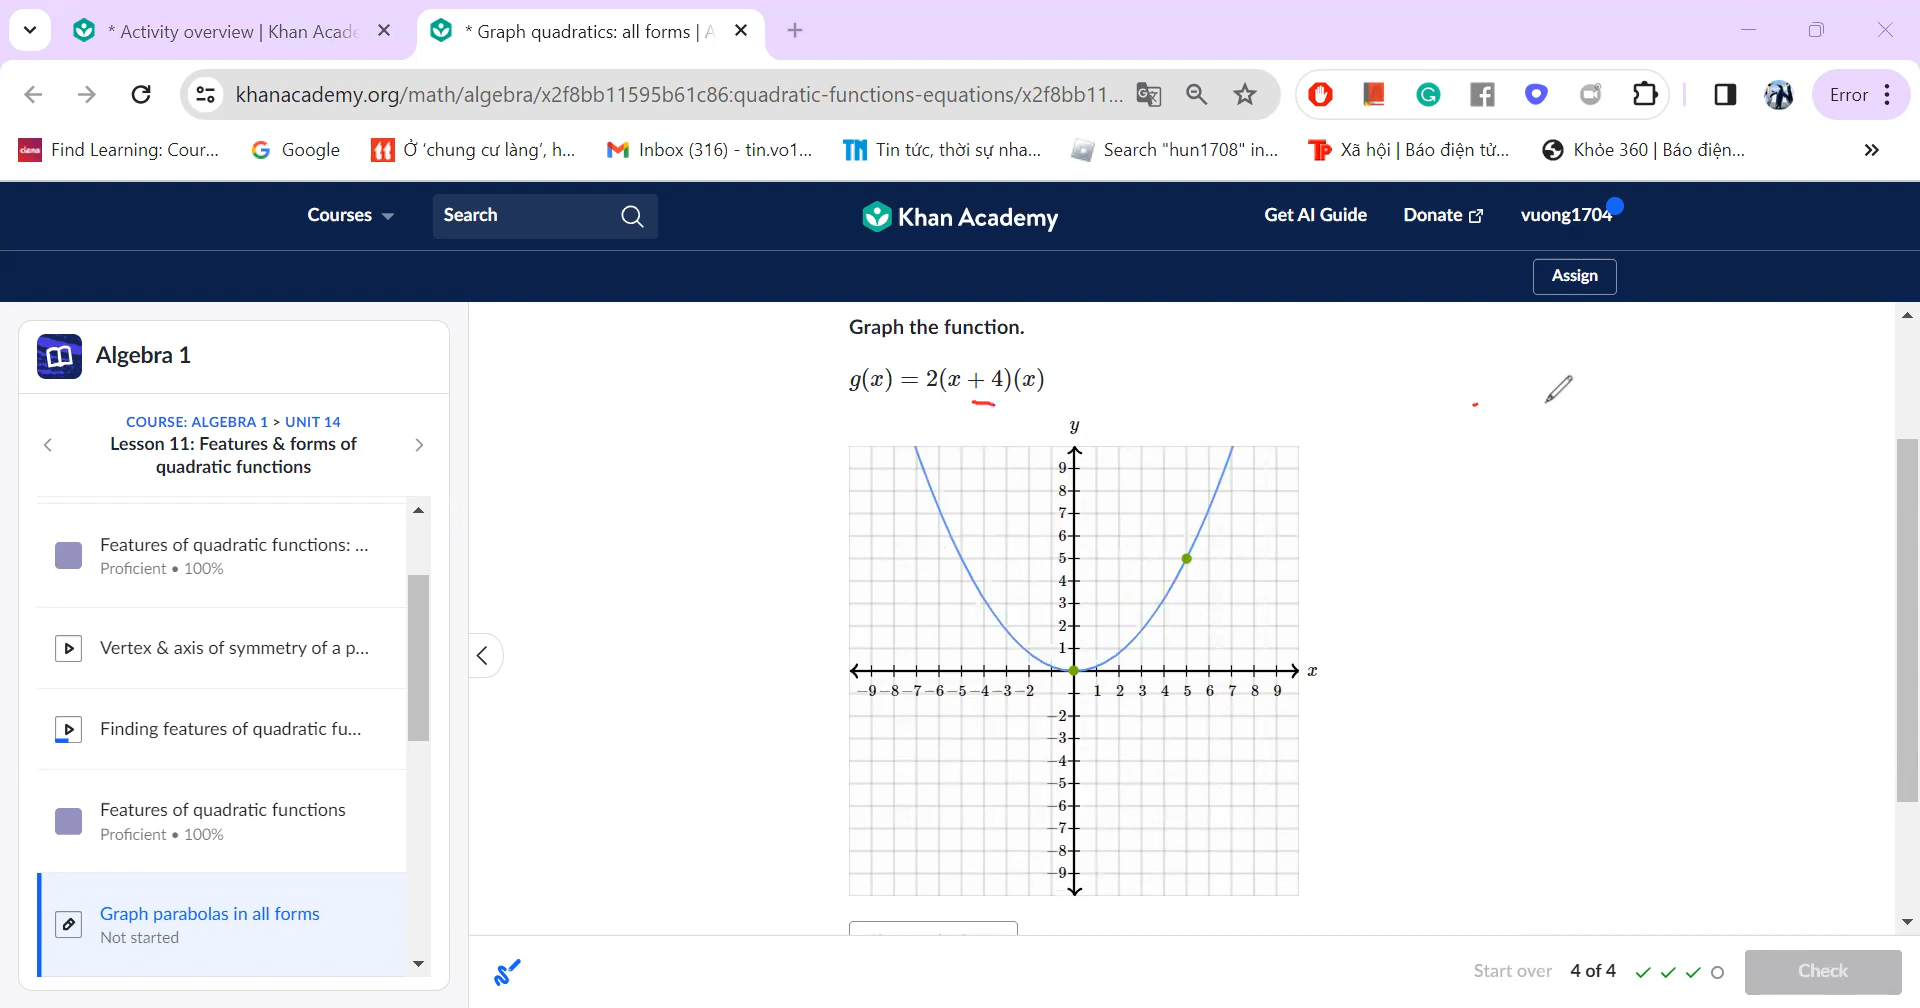 * Activity overview | Khan Acade
* Graph quadratics: all forms | A
khanacademy.org/math/algebra/x2f8bb11595b61c86:quadratic-functions-equations/x2f8bb11...
Error
ciena Find Learning: Cour...
Google
Ở ‘chung cư làng’, h...
Inbox (316) - tin.vo1...
TN Tin tức, thời sự nha...
Search "hun1708" in...
TP Xã hội | Báo điện tử...
Khỏe 360 | Báo điện...
»
Courses
Search
Khan Academy
Get AI Guide
Donate
vuong1704
Assign
Algebra 1
COURSE: ALGEBRA 1 > UNIT 14
Lesson 11: Features & forms of
quadratic functions
Features of quadratic functions: ...
Proficient • 100%
Vertex & axis of symmetry of a p...
Finding features of quadratic fu...
Features of quadratic functions
Proficient • 100%
Graph parabolas in all forms
Not started
Graph the function.
g(x) = 2(x + 4)(x)
y
9
8
7
6
5
4
3
2
1
x
−9 −8 −7 −6 −5 −4 −3 −2 1 2 3 4 5 6 7 8 9
−2
−3
−4
−5
−6
−7
−8
−9
Start over
4 of 4
Check